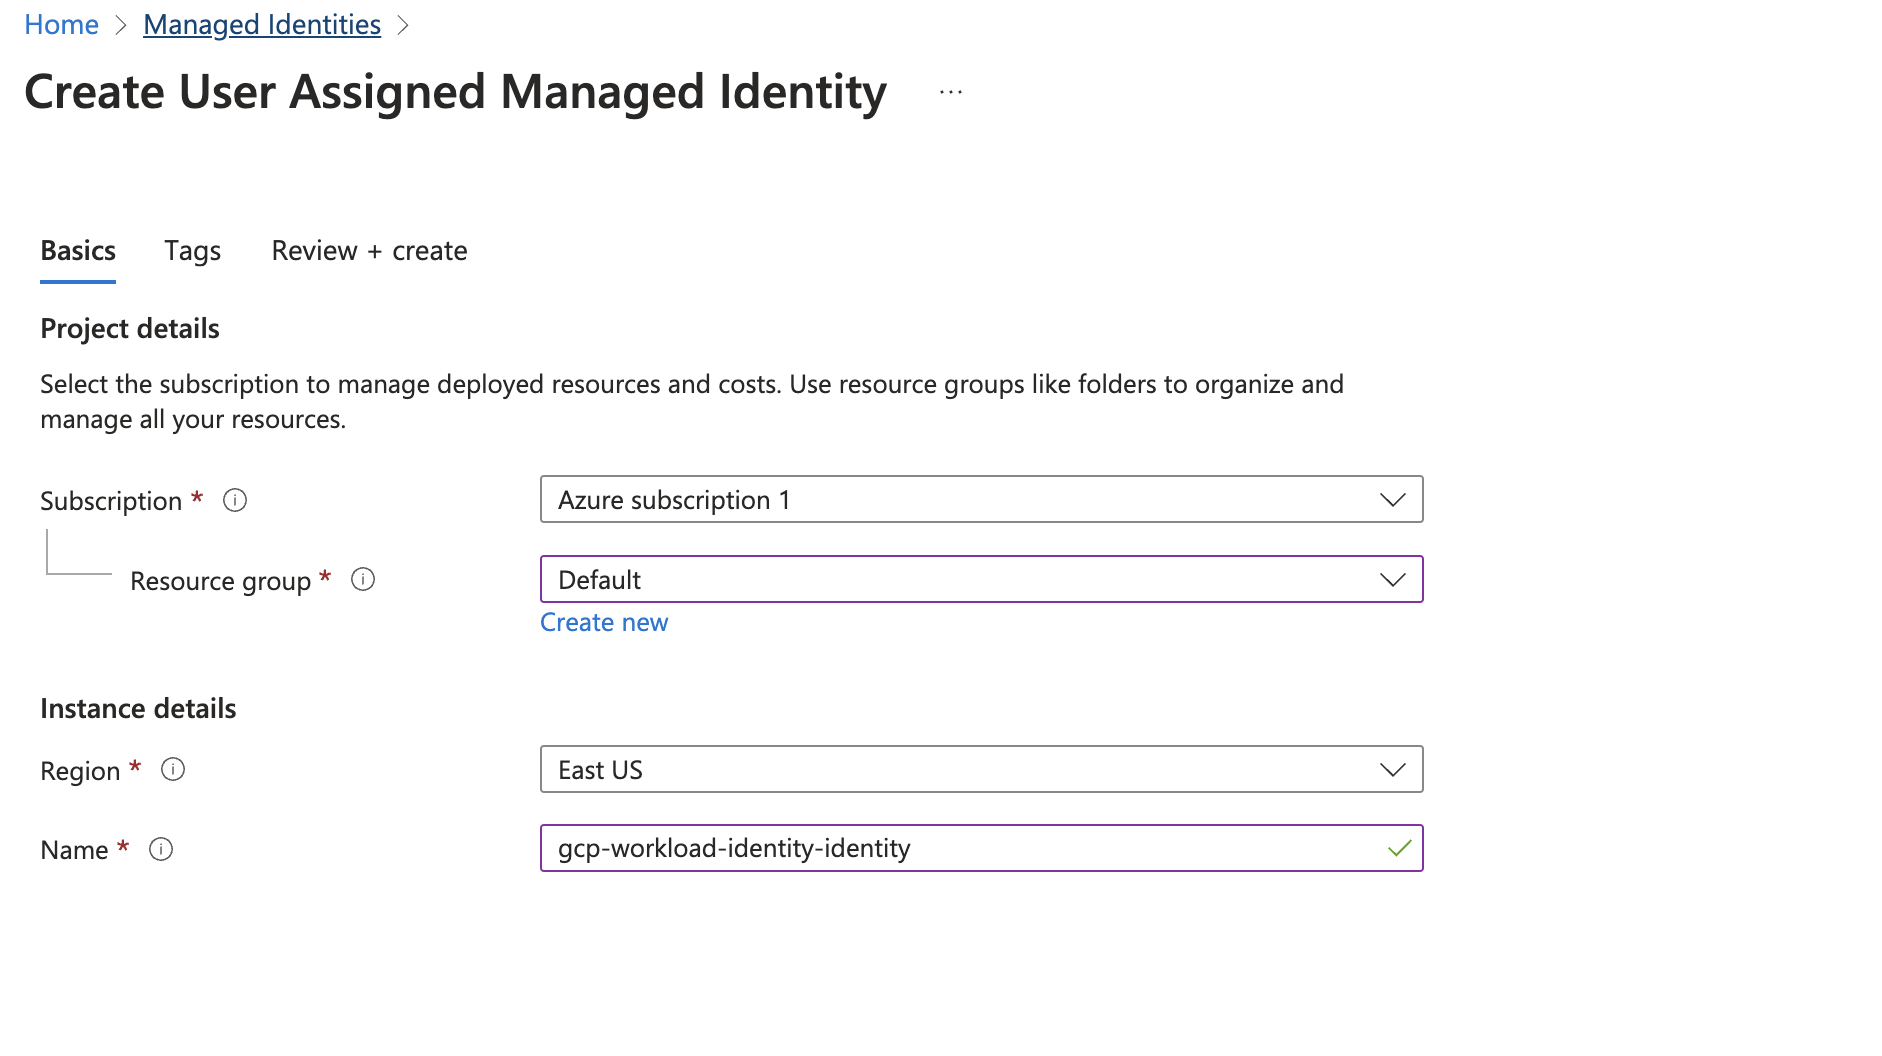 Home > Managed Identities >
Create User Assigned Managed Identity ...
Basics Tags Review + create
Project details
Select the subscription to manage deployed resources and costs. Use resource groups like folders to organize and
manage all your resources.
Subscription * Azure subscription 1
Resource group * Default
Create new
Instance details
Region * East US
Name * gcp-workload-identity-identity